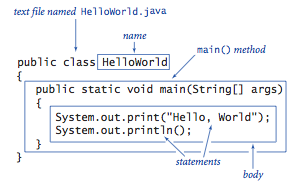 text file named HelloWorld.java
name
main() method
public class HelloWorld
{
public static void main(String[] args)
{
System.out.print("Hello, World");
System.out.println();
}
}
statements
body